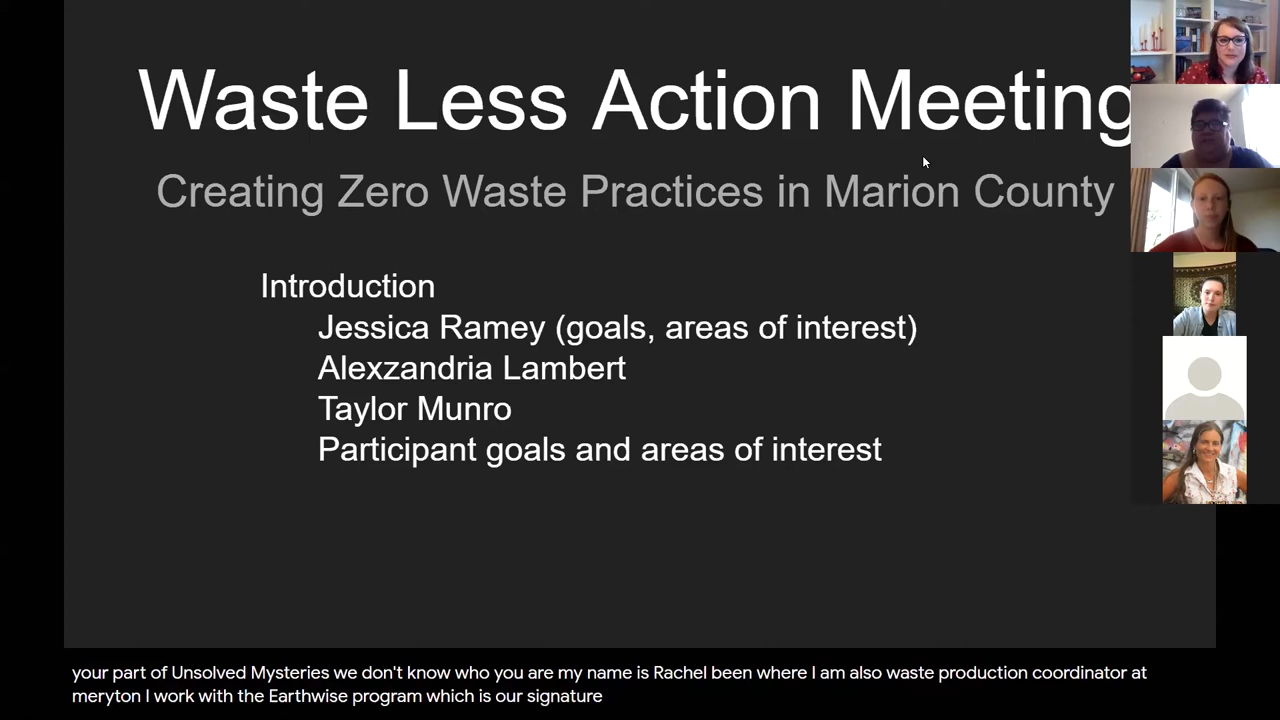 Waste Less Action Meeting
Creating Zero Waste Practices in Marion County
Introduction
Jessica Ramey (goals, areas of interest)
Alexzandria Lambert
Taylor Munro
Participant goals and areas of interest
your part of Unsolved Mysteries we don't know who you are my name is Rachel been where I am also waste production coordinator at
meryton I work with the Earthwise program which is our signature